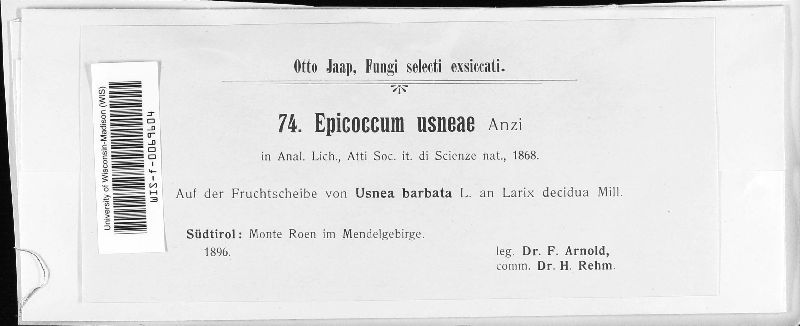 Otto Jaap, Fungi selecti exsiccati.
74. Epicoccum usneae Anzi
in Anal. Lich., Atti Soc. it. di Scienze nat., 1868.
Auf der Fruchtscheibe von Usnea barbata L. an Larix decidua Mill.
Südtirol: Monte Roen im Mendelgebirge.
1896.
leg. Dr. F. Arnold,
comm. Dr. H. Rehm.
University of Wisconsin-Madison (WIS)
WIS-f-0069604